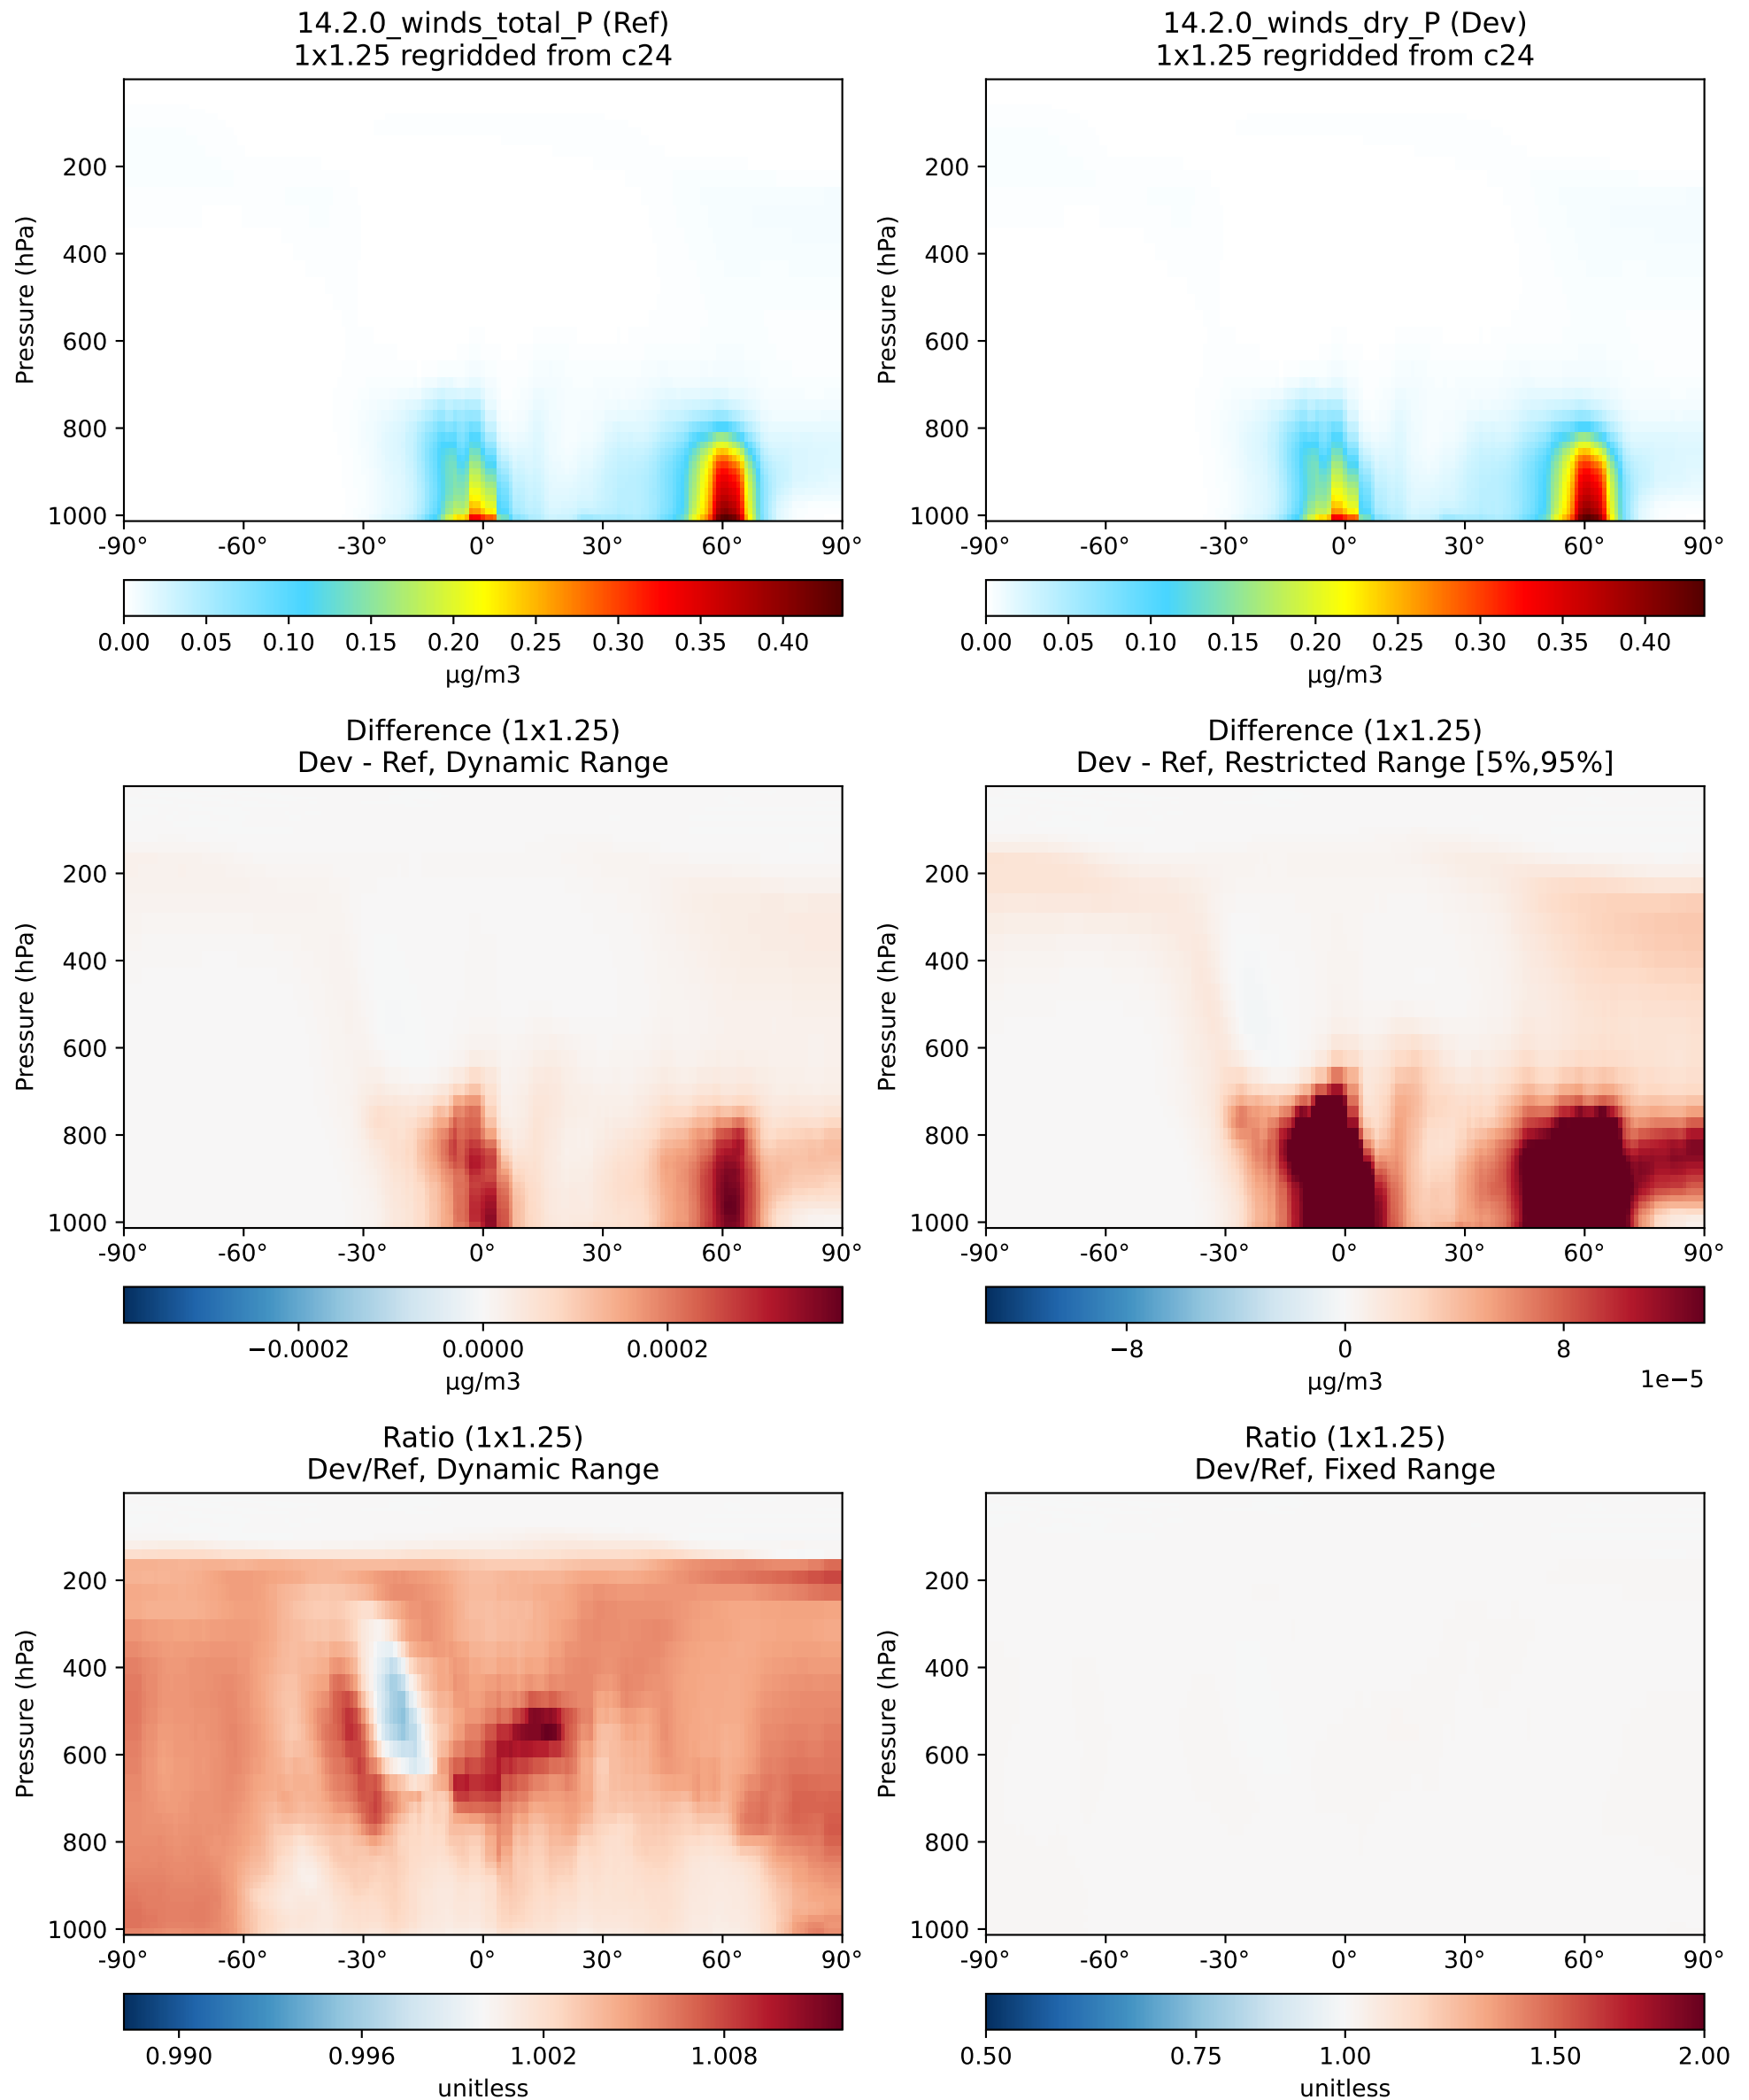 14.2.0_winds_total_P (Ref)
1x1.25 regridded from c24
Pressure (hPa)
200
400
600
800
1000
-90° -60° -30° 0° 30° 60° 90°
0.00 0.05 0.10 0.15 0.20 0.25 0.30 0.35 0.40
µg/m3
14.2.0_winds_dry_P (Dev)
1x1.25 regridded from c24
Pressure (hPa)
200
400
600
800
1000
-90° -60° -30° 0° 30° 60° 90°
0.00 0.05 0.10 0.15 0.20 0.25 0.30 0.35 0.40
µg/m3
Difference (1x1.25)
Dev - Ref, Dynamic Range
Pressure (hPa)
200
400
600
800
1000
-90° -60° -30° 0° 30° 60° 90°
−0.0002 0.0000 0.0002
µg/m3
Difference (1x1.25)
Dev - Ref, Restricted Range [5%,95%]
Pressure (hPa)
200
400
600
800
1000
-90° -60° -30° 0° 30° 60° 90°
−8 0 8
1e−5
µg/m3
Ratio (1x1.25)
Dev/Ref, Dynamic Range
Pressure (hPa)
200
400
600
800
1000
-90° -60° -30° 0° 30° 60° 90°
0.990 0.996 1.002 1.008
unitless
Ratio (1x1.25)
Dev/Ref, Fixed Range
Pressure (hPa)
200
400
600
800
1000
-90° -60° -30° 0° 30° 60° 90°
0.50 0.75 1.00 1.50 2.00
unitless